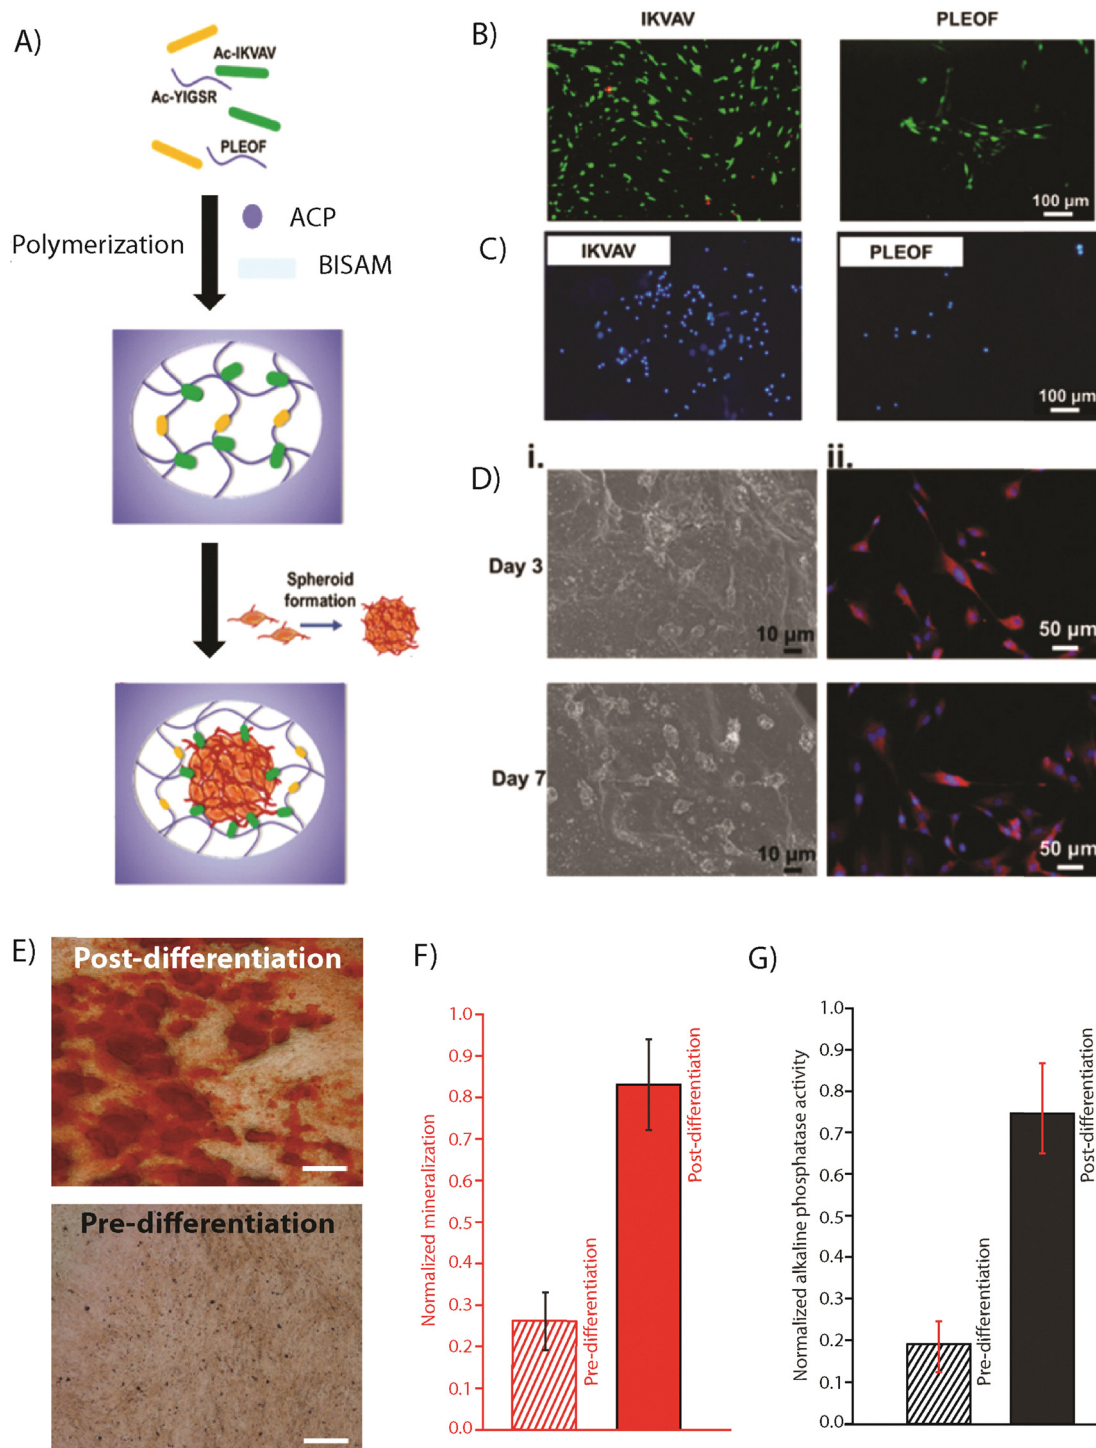 A)
Ac-IKVAV
Ac-YIGSR
PLEOF
Polymerization
ACP
BISAM
Spheroid
formation
B)
IKVAV
PLEOF
100 µm
C)
IKVAV
PLEOF
100 µm
D)
i.
ii.
Day 3
10 µm
50 µm
Day 7
10 µm
50 µm
E)
Post-differentiation
Pre-differentiation
F)
Normalized mineralization
1.0
0.9
0.8
0.7
0.6
0.5
0.4
0.3
0.2
0.1
0.0
Pre-differentiation
Post-differentiation
G)
Normalized alkaline phosphatase activity
1.0
0.9
0.8
0.7
0.6
0.5
0.4
0.3
0.2
0.1
0.0
Pre-differentiation
Post-differentiation